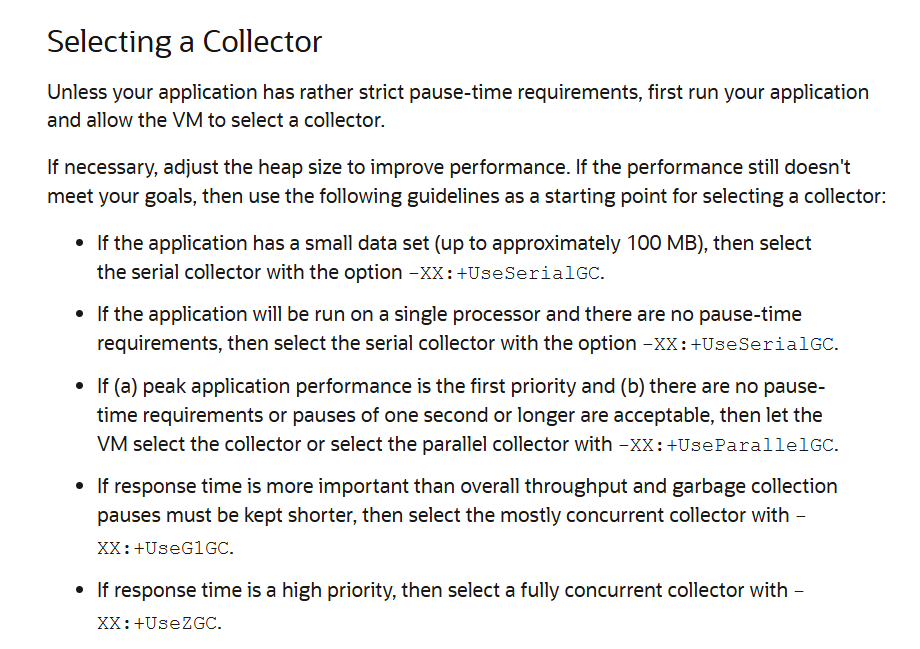 Selecting a Collector
Unless your application has rather strict pause-time requirements, first run your application
and allow the VM to select a collector.
If necessary, adjust the heap size to improve performance. If the performance still doesn't
meet your goals, then use the following guidelines as a starting point for selecting a collector:
• If the application has a small data set (up to approximately 100 MB), then select
the serial collector with the option -XX:+UseSerialGC.
• If the application will be run on a single processor and there are no pause-time
requirements, then select the serial collector with the option -XX:+UseSerialGC.
• If (a) peak application performance is the first priority and (b) there are no pause-
time requirements or pauses of one second or longer are acceptable, then let the
VM select the collector or select the parallel collector with -XX:+UseParallelGC.
• If response time is more important than overall throughput and garbage collection
pauses must be kept shorter, then select the mostly concurrent collector with -
XX:+UseG1GC.
• If response time is a high priority, then select a fully concurrent collector with -
XX:+UseZGC.